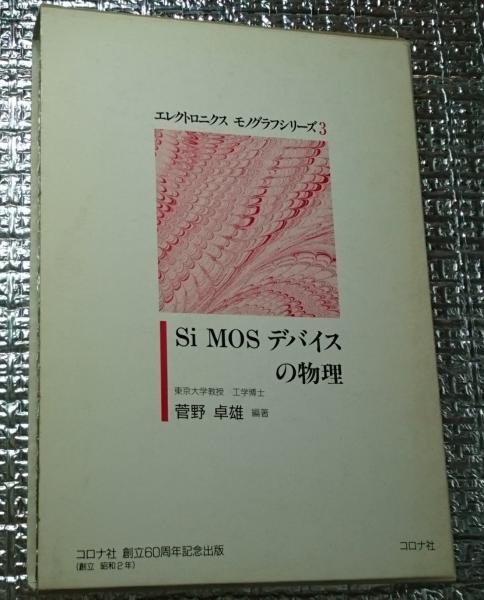 エレクトロニクス モノグラフシリーズ3
Si MOS デバイス
の物理
東京大学教授 工学博士
菅野 卓雄 編著
コロナ社 創立60周年記念出版
(創立 昭和2年)
コロナ社